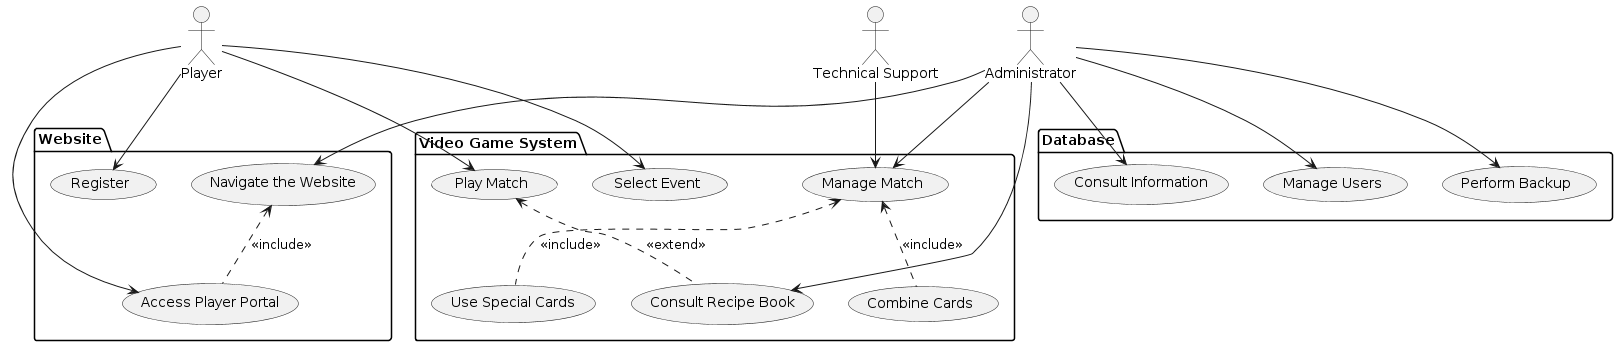 Player
Technical Support
Administrator
Website
Video Game System
Database
Register
Navigate the Website
Play Match
Select Event
Manage Match
Consult Information
Manage Users
Perform Backup
«include»
«include»
«extend»
«include»
Access Player Portal
Use Special Cards
Consult Recipe Book
Combine Cards